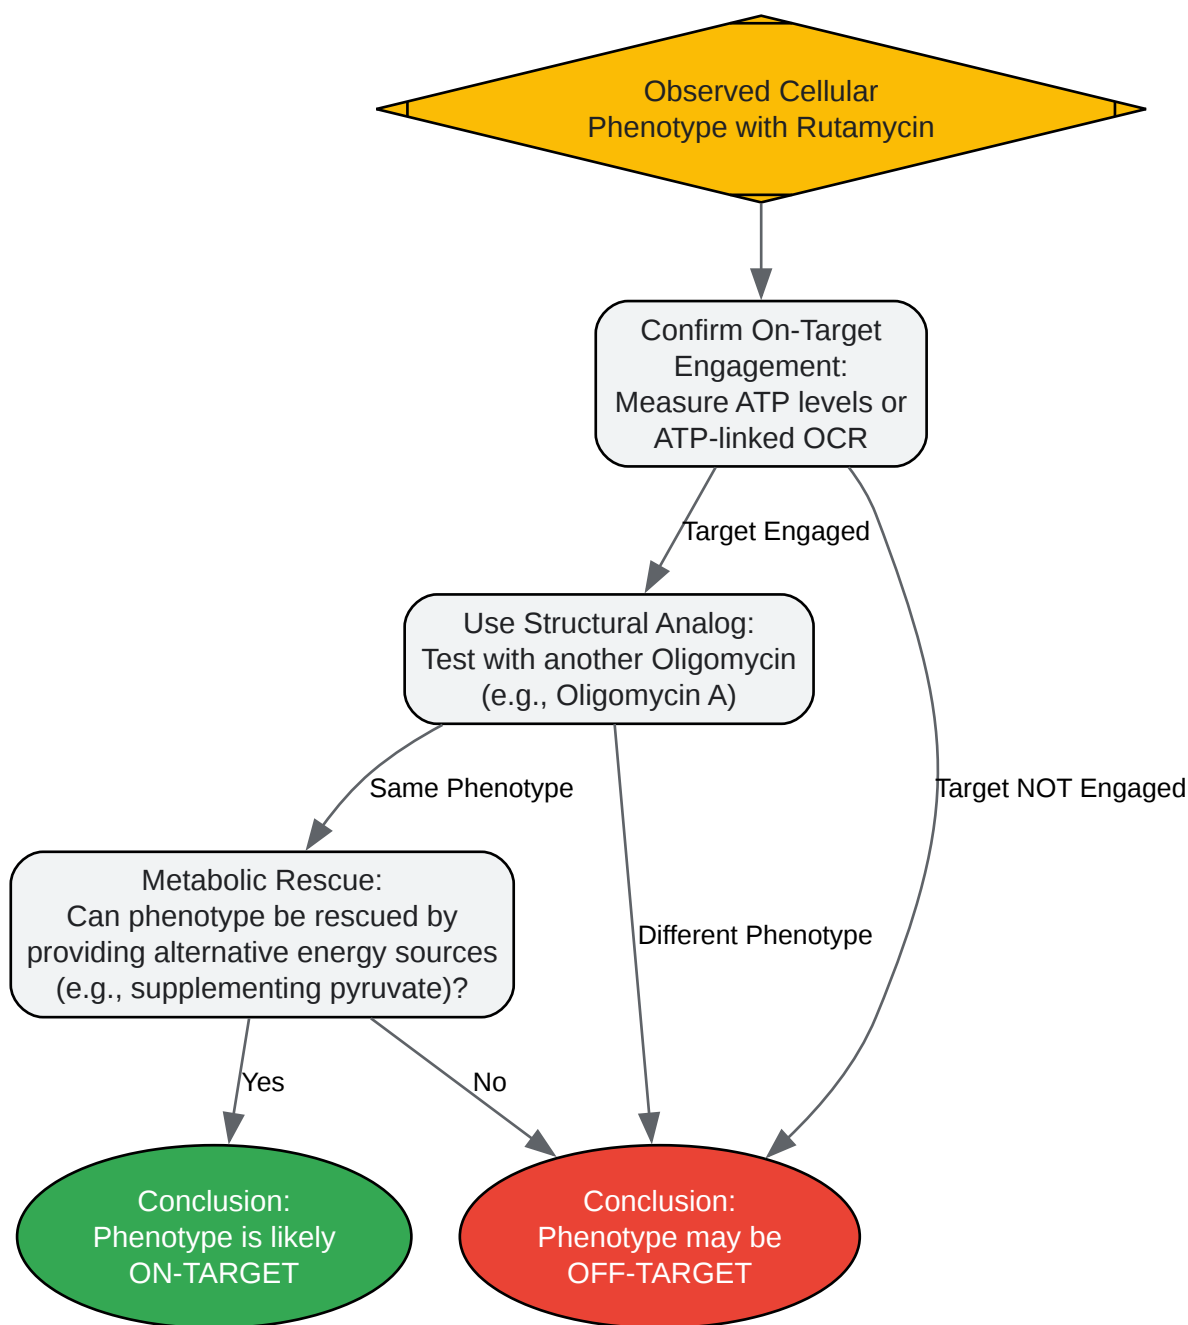 Observed Cellular
Phenotype with Rutamycin
Confirm On-Target
Engagement:
Measure ATP levels or
ATP-linked OCR
Target Engaged
Use Structural Analog:
Test with another Oligomycin
(e.g., Oligomycin A)
Same Phenotype
Target NOT Engaged
Metabolic Rescue:
Can phenotype be rescued by
providing alternative energy sources
(e.g., supplementing pyruvate)?
Different Phenotype
Yes
No
Conclusion:
Phenotype is likely
ON-TARGET
Conclusion:
Phenotype may be
OFF-TARGET